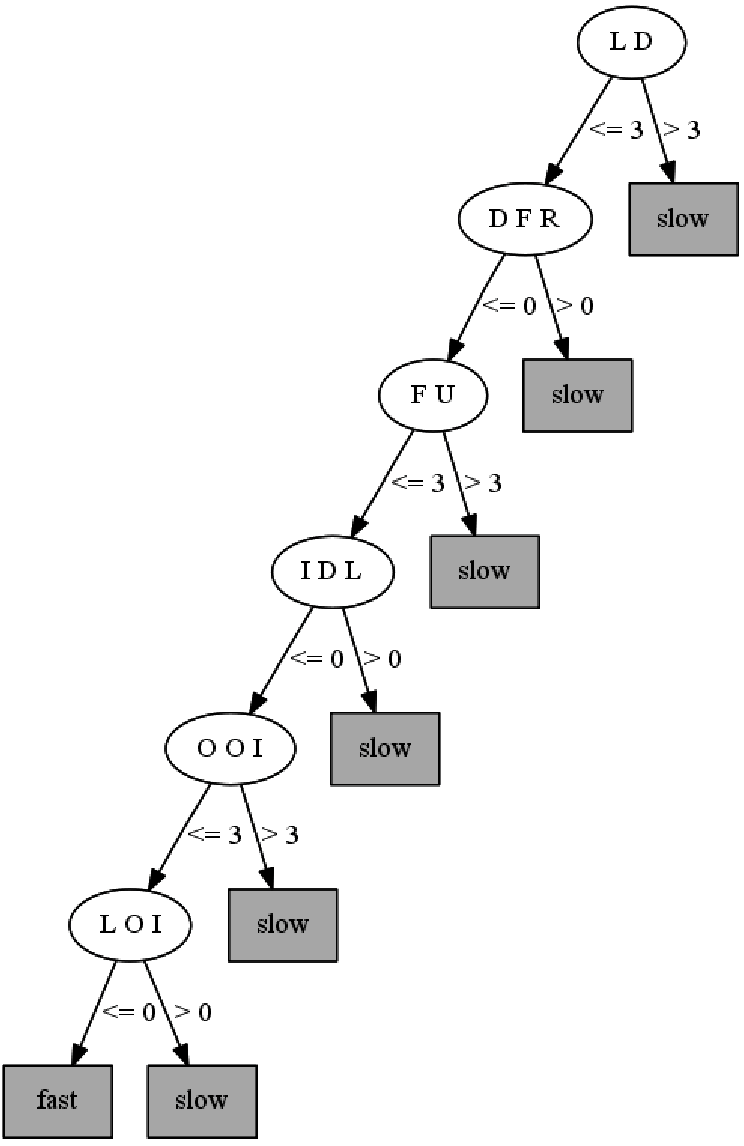 L D
<= 3 > 3
D F R slow
<= 0 > 0
F U slow
<= 3 > 3
I D L slow
<= 0 > 0
O O I slow
<= 3 > 3
L O I slow
<= 0 > 0
fast slow